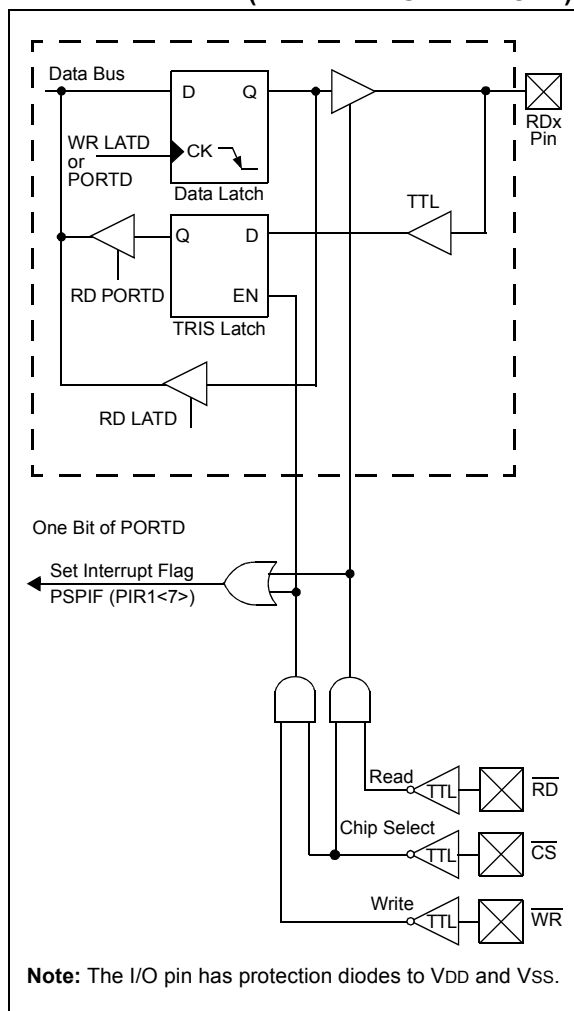 Data Bus
D Q
RDx
Pin
WR LATD
or
PORTD
CK
Data Latch
TTL
Q D
RD PORTD
EN
TRIS Latch
RD LATD
One Bit of PORTD
Set Interrupt Flag
PSPIF (PIR1<7>)
Read
TTL
RD
Chip Select
TTL
CS
Write
TTL
WR
Note: The I/O pin has protection diodes to VDD and VSS.